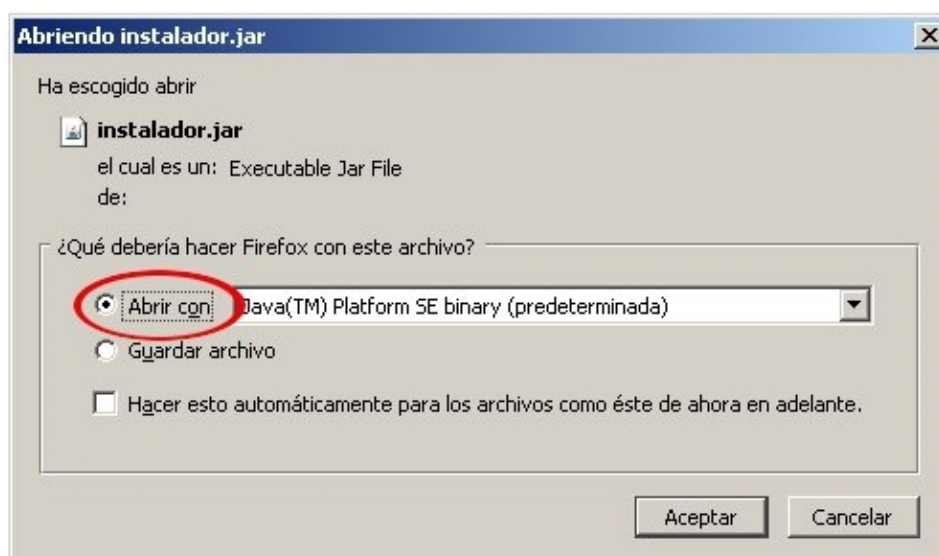 Abriendo instalador.jar
Ha escogido abrir
instalador.jar
el cual es un: Executable Jar File
de:
¿Qué debería hacer Firefox con este archivo?
Abrir con Java(TM) Platform SE binary (predeterminada)
Guardar archivo
Hacer esto automáticamente para los archivos como éste de ahora en adelante.
Aceptar Cancelar